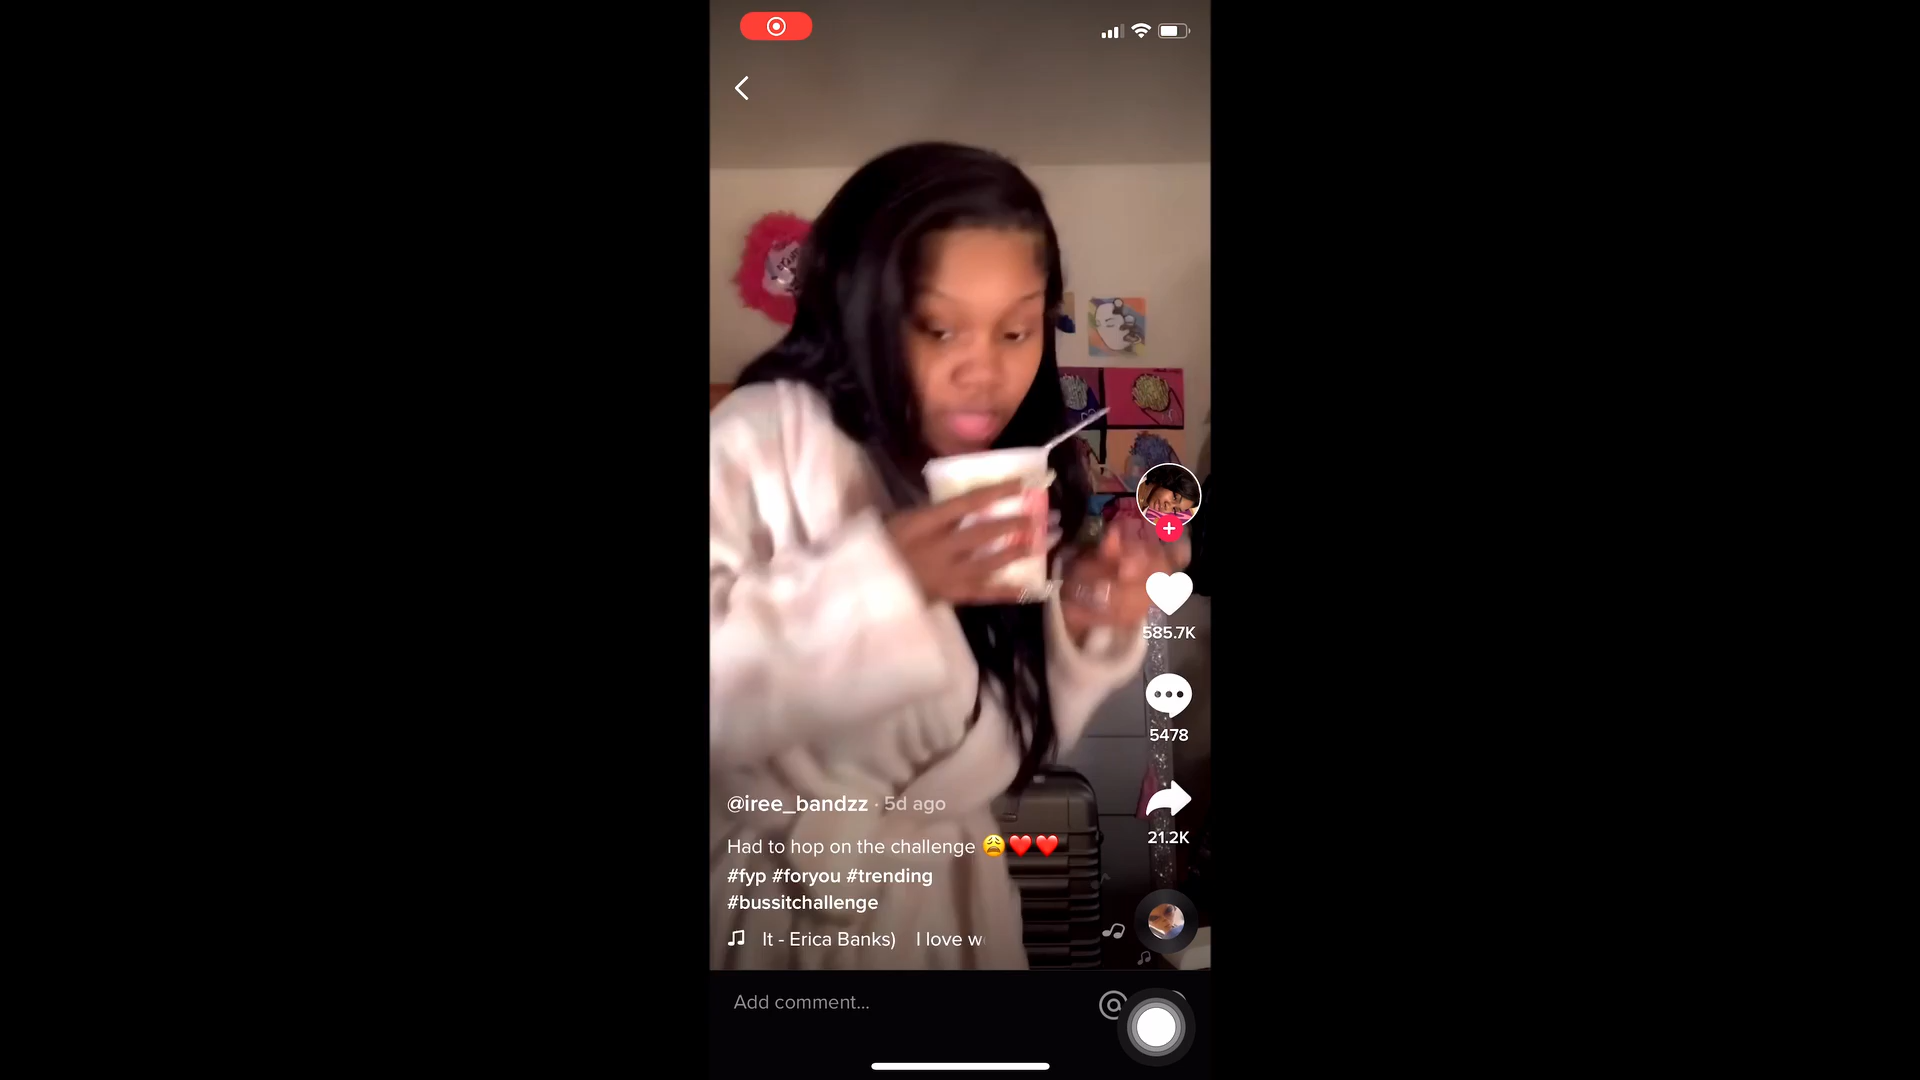 585.7K
5478
21.2K
@iree_bandzz · 5d ago
Had to hop on the challenge 😩❤️❤️
#fyp #foryou #trending
#bussitchallenge
It - Erica Banks) I love w
Add comment...